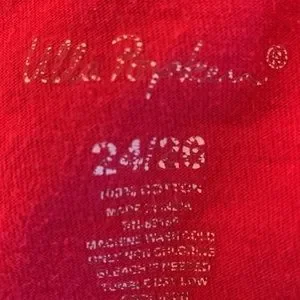 Ulla Popken®
24/26
100% COTTON
MADE IN INDIA
MACHINE WASH COLD
ONLY NON CHLORINE
BLEACH IF NEEDED
TUMBLE DRY LOW